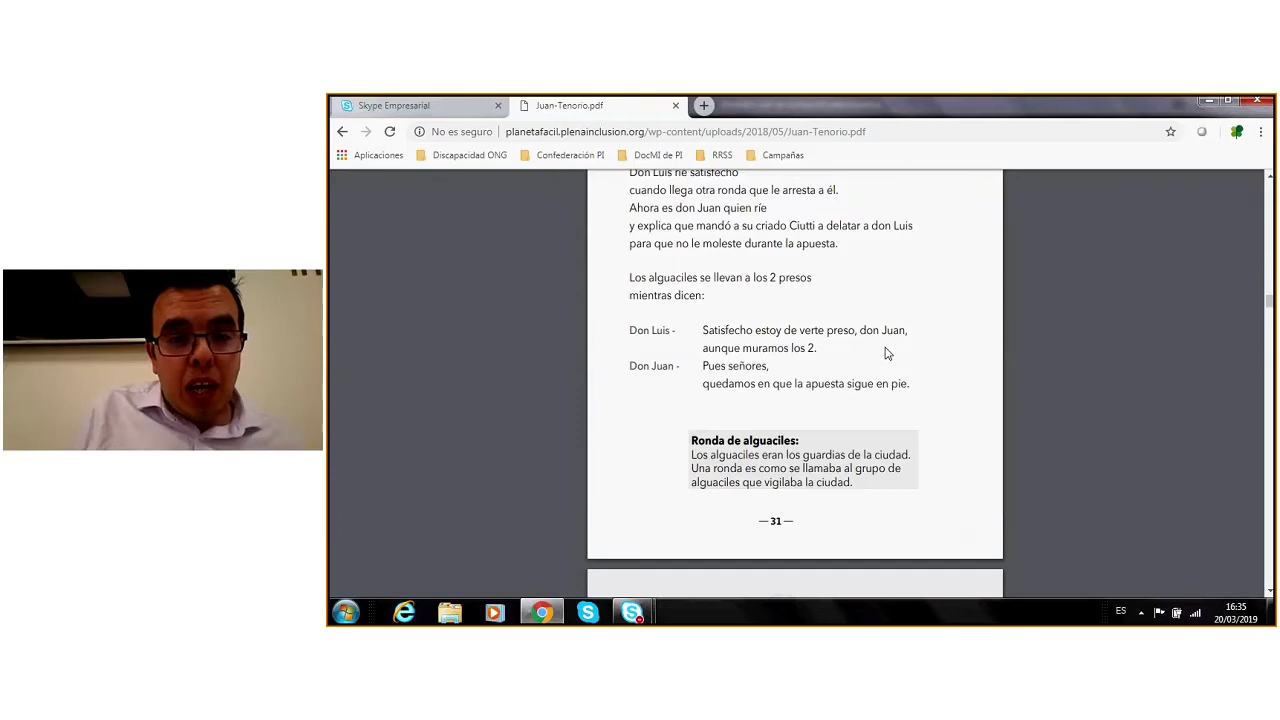 Skype Empresarial
Juan-Tenorio.pdf
No es seguro
planetafacil.plenainclusion.org/wp-content/uploads/2018/05/Juan-Tenorio.pdf
Aplicaciones
Discapacidad ONG
Confederación PI
DocMI de PI
RRSS
Campañas
Don Luis ríe satisfecho
cuando llega otra ronda que le arresta a él.
Ahora es don Juan quien ríe
y explica que mandó a su criado Ciutti a delatar a don Luis
para que no le moleste durante la apuesta.
Los alguaciles se llevan a los 2 presos
mientras dicen:
Don Luis - Satisfecho estoy de verte preso, don Juan,
aunque muramos los 2.
Don Juan - Pues señores,
quedamos en que la apuesta sigue en pie.
Ronda de alguaciles:
Los alguaciles eran los guardias de la ciudad.
Una ronda es como se llamaba al grupo de
alguaciles que vigilaba la ciudad.
— 31 —
ES
16:35
20/03/2019